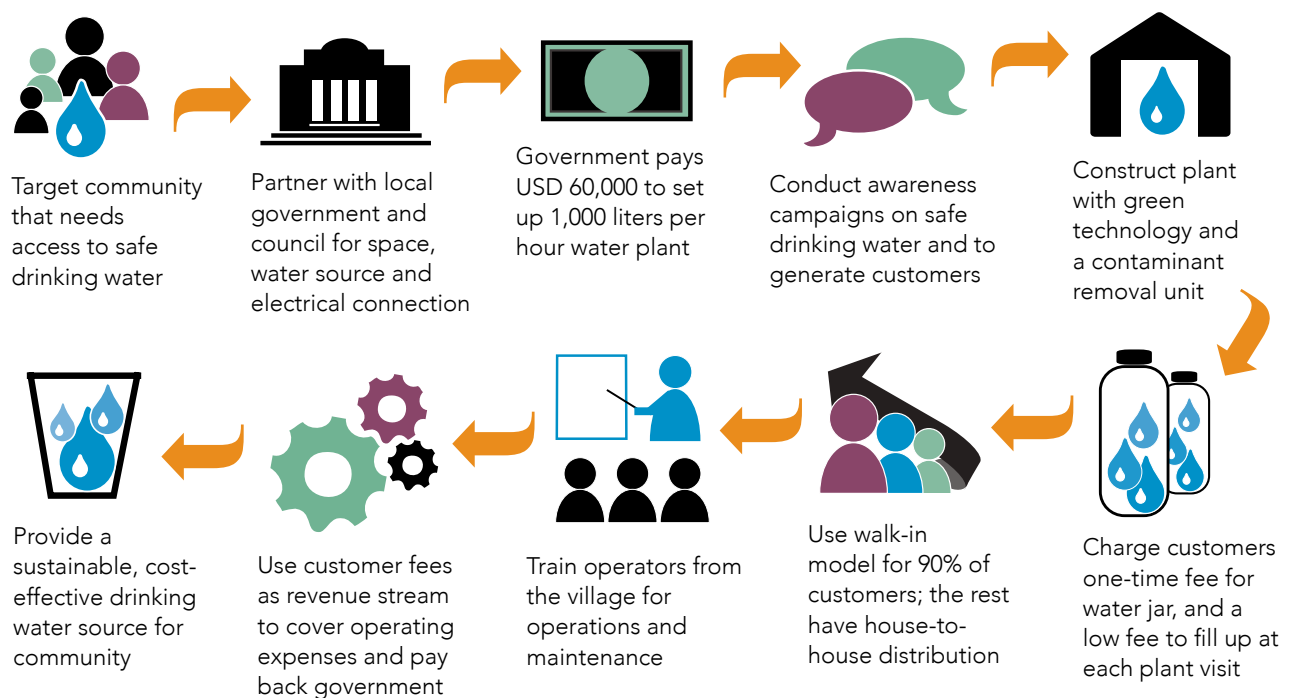 Target community
that needs
access to safe
drinking water
Partner with local
government and
council for space,
water source and
electrical connection
Government pays
USD 60,000 to set
up 1,000 liters per
hour water plant
Conduct awareness
campaigns on safe
drinking water and to
generate customers
Construct plant
with green
technology and
a contaminant
removal unit
Charge customers
one-time fee for
water jar, and a
low fee to fill up at
each plant visit
Use walk-in
model for 90% of
customers; the rest
have house-to-
house distribution
Train operators from
the village for
operations and
maintenance
Use customer fees
as revenue stream
to cover operating
expenses and pay
back government
Provide a
sustainable, cost-
effective drinking
water source for
community